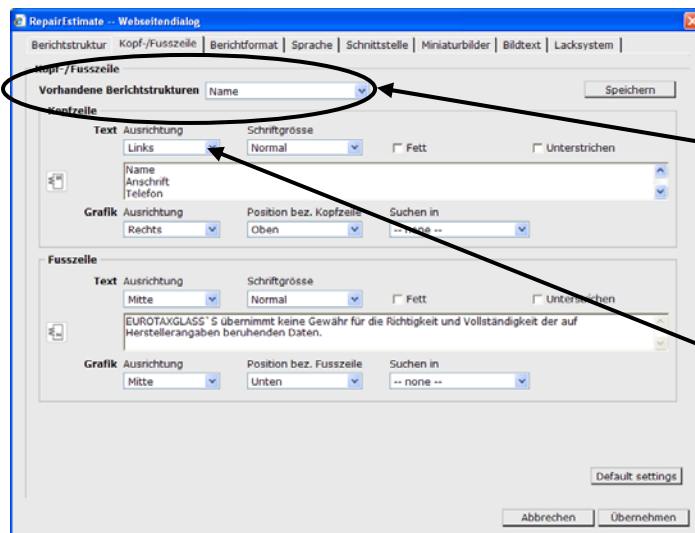 RepairEstimate -- Webseitendialog
Berichtstruktur Kopf-/Fusszeile Berichtformat Sprache Schnittstelle Miniaturbilder Bildtext Lacksystem
Kopf-/Fusszeile
Vorhandene Berichtstrukturen Name Speichern
Kopfzeile
Text Ausrichtung Schriftgrösse
Links Normal Fett Unterstrichen
Name
Anschrift
Telefon
Grafik Ausrichtung Position bez. Kopfzeile Suchen in
Rechts Oben -- none --
Fusszeile
Text Ausrichtung Schriftgrösse
Mitte Normal Fett Unterstrichen
EUROTAXGLASS`S übernimmt keine Gewähr für die Richtigkeit und Vollständigkeit der auf
Herstellerangaben beruhenden Daten.
Grafik Ausrichtung Position bez. Fusszeile Suchen in
Mitte Unten -- none --
Default settings
Abbrechen Übernehmen